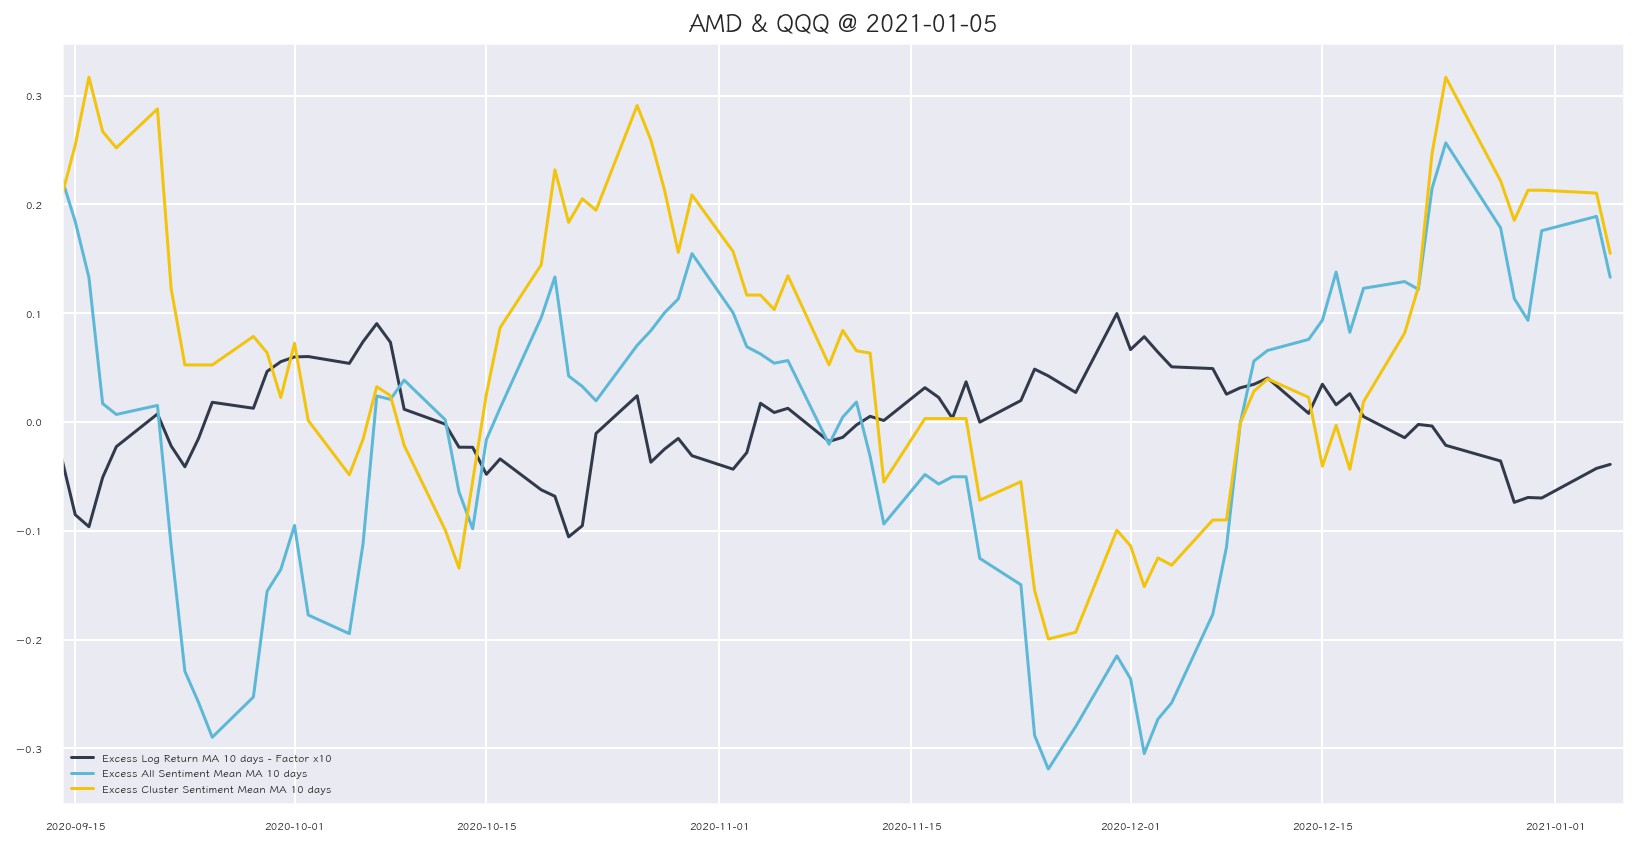 AMD & QQQ @ 2021-01-05
0.3
0.2
0.1
0.0
−0.1
−0.2
−0.3
Excess Log Return MA 10 days - Factor x10
Excess All Sentiment Mean MA 10 days
Excess Cluster Sentiment Mean MA 10 days
2020-09-15 2020-10-01 2020-10-15 2020-11-01 2020-11-15 2020-12-01 2020-12-15 2021-01-01